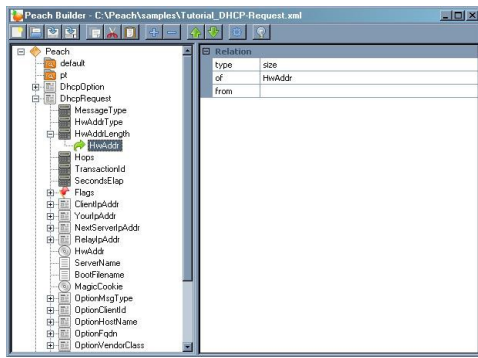 Peach Builder - C:\Peach\samples\Tutorial_DHCP-Request.xml
Peach
default
pt
DhcpOption
DhcpRequest
MessageType
HwAddrType
HwAddrLength
HwAddr
Hops
TransactionId
SecondsElap
Flags
ClientIpAddr
YourIpAddr
NextServerIpAddr
RelayIpAddr
HwAddr
ServerName
BootFilename
MagicCookie
OptionMsgType
OptionClientId
OptionHostName
OptionFqdn
OptionVendorClass
Relation
type size
of HwAddr
from